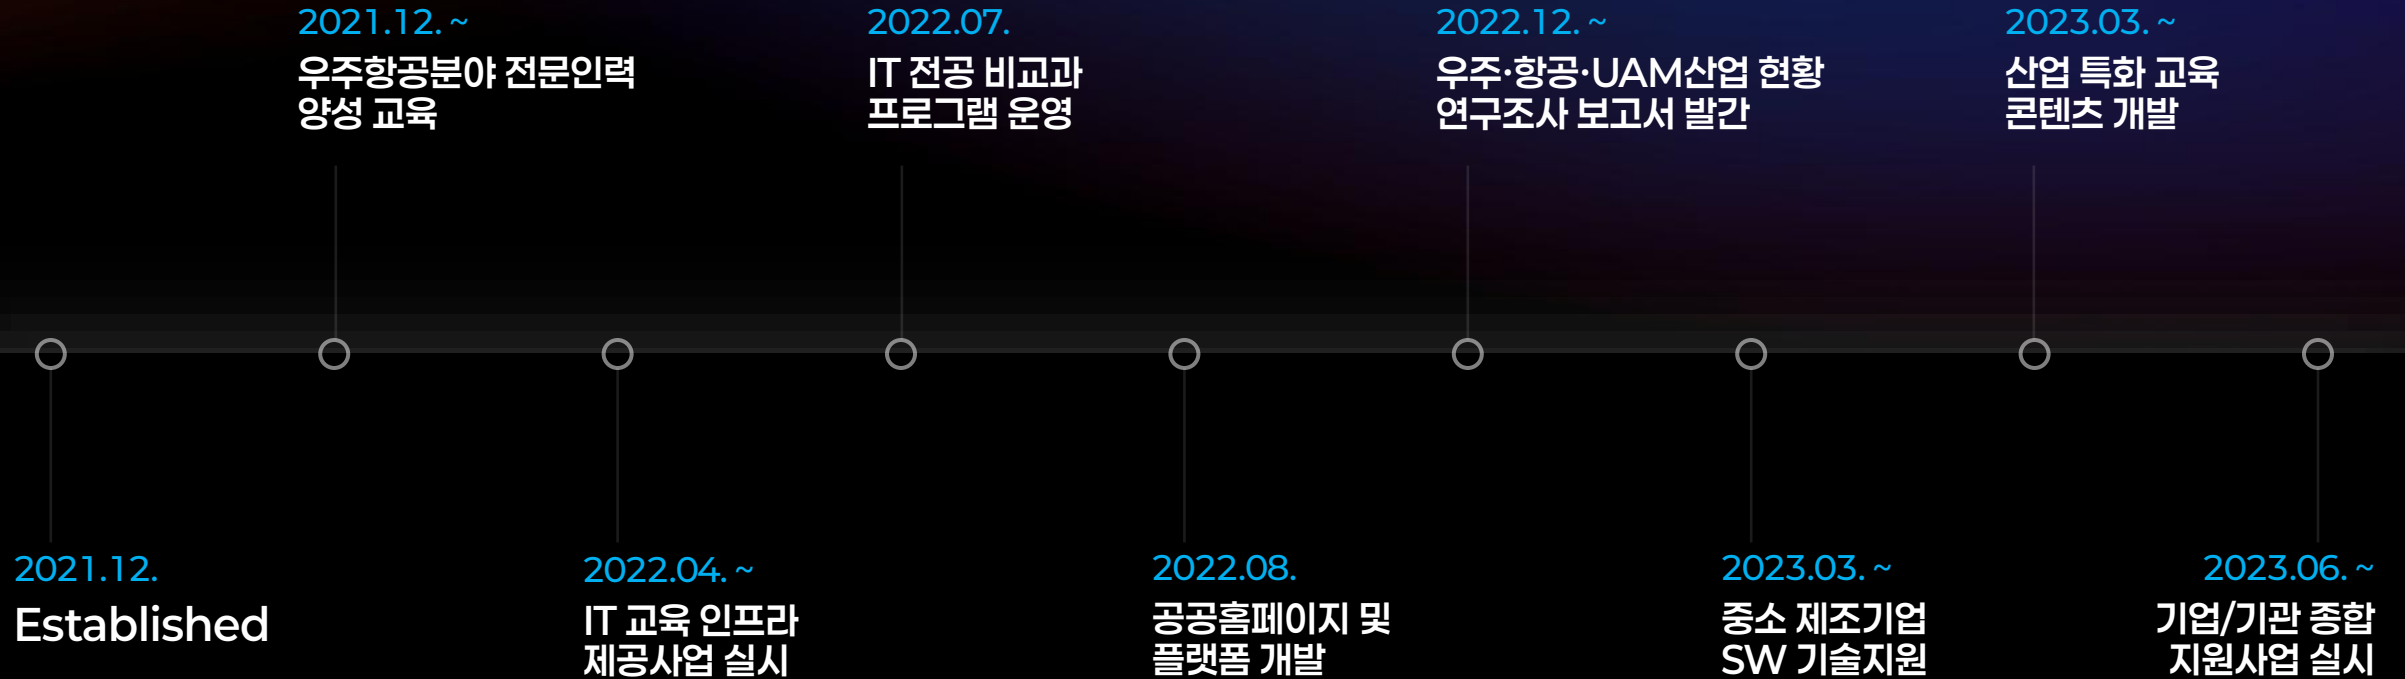 2021.12. ~
우주항공분야 전문인력
양성 교육
2022.07.
IT 전공 비교과
프로그램 운영
2022.12. ~
우주·항공·UAM산업 현황
연구조사 보고서 발간
2023.03. ~
산업 특화 교육
콘텐츠 개발
2021.12.
Established
2022.04. ~
IT 교육 인프라
제공사업 실시
2022.08.
공공홈페이지 및
플랫폼 개발
2023.03. ~
중소 제조기업
SW 기술지원
2023.06. ~
기업/기관 종합
지원사업 실시